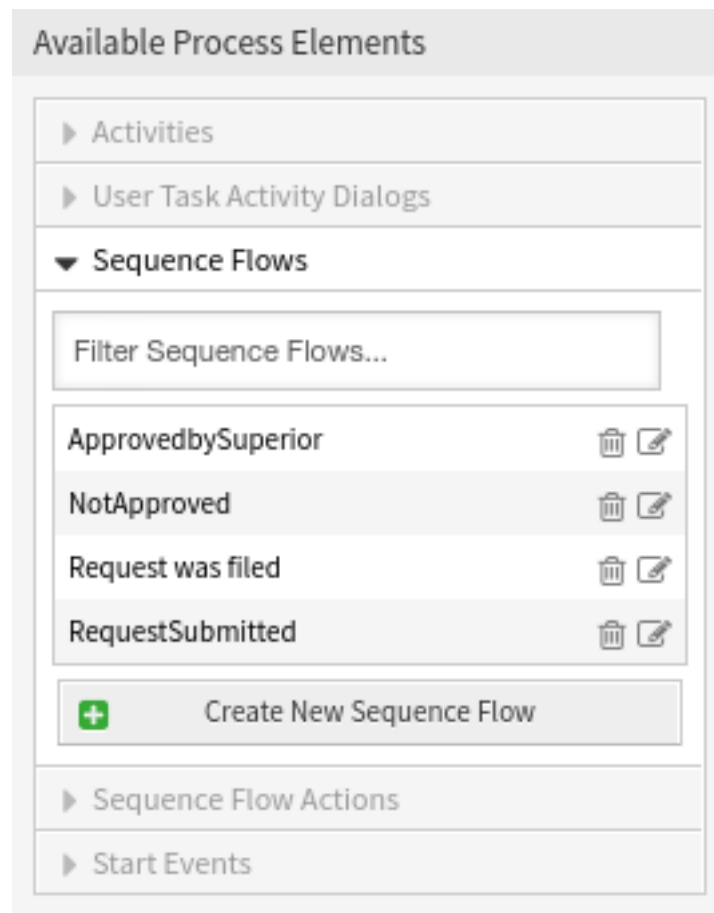 Available Process Elements
Activities
User Task Activity Dialogs
Sequence Flows
Filter Sequence Flows...
ApprovedbySuperior
NotApproved
Request was filed
RequestSubmitted
Create New Sequence Flow
Sequence Flow Actions
Start Events